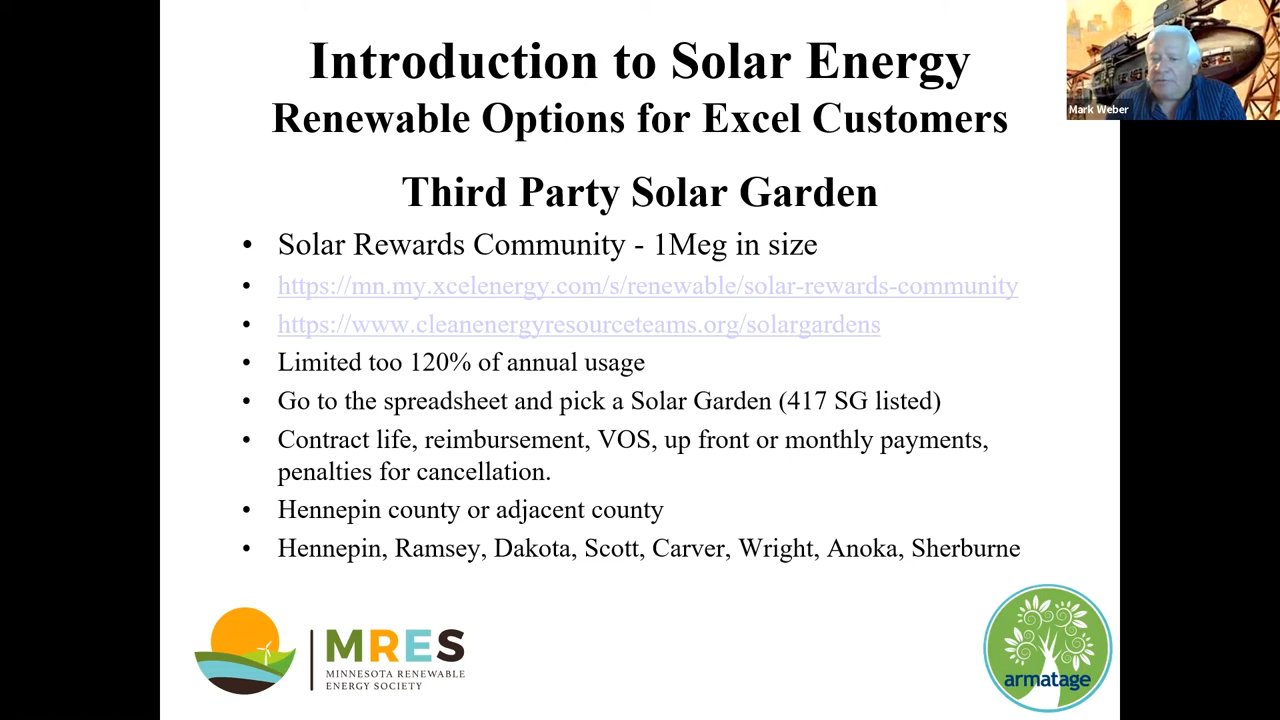 Introduction to Solar Energy
Renewable Options for Excel Customers
Mark Weber
Third Party Solar Garden
• Solar Rewards Community - 1Meg in size
• https://mn.my.xcelenergy.com/s/renewable/solar-rewards-community
• https://www.cleanenergyresourceteams.org/solargardens
• Limited too 120% of annual usage
• Go to the spreadsheet and pick a Solar Garden (417 SG listed)
• Contract life, reimbursement, VOS, up front or monthly payments,
penalties for cancellation.
• Hennepin county or adjacent county
• Hennepin, Ramsey, Dakota, Scott, Carver, Wright, Anoka, Sherburne
MRES
MINNESOTA RENEWABLE
ENERGY SOCIETY
armatage